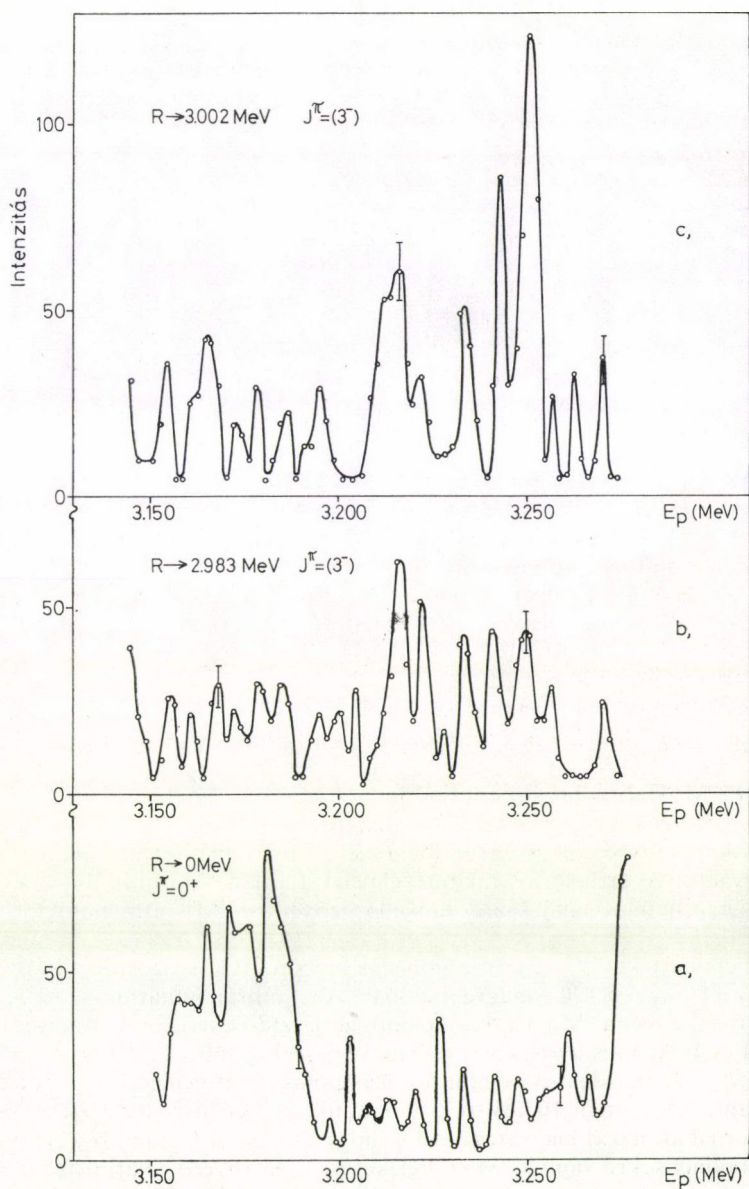 100
R→3.002 MeV J^π=(3⁻)
Intenzitás
c,
50
0
3.150 3.200 3.250 E_p (MeV)
R→2.983 MeV J^π=(3⁻)
50
b,
0
3.150 3.200 3.250 E_p (MeV)
R→0MeV
J^π=0⁺
50
a,
0
3.150 3.200 3.250 E_p (MeV)